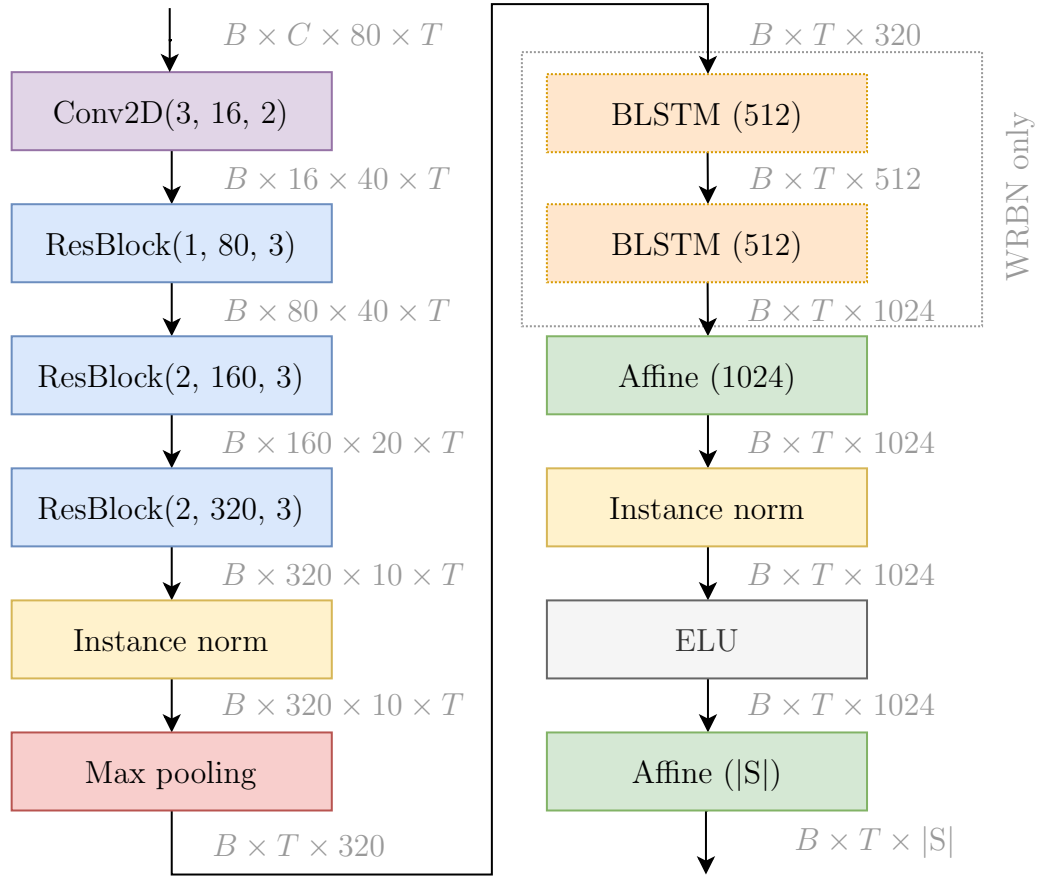 B × C × 80 × T
Conv2D(3, 16, 2)
B × 16 × 40 × T
ResBlock(1, 80, 3)
B × 80 × 40 × T
ResBlock(2, 160, 3)
B × 160 × 20 × T
ResBlock(2, 320, 3)
B × 320 × 10 × T
Instance norm
B × 320 × 10 × T
Max pooling
B × T × 320
B × T × 320
BLSTM (512)
B × T × 512
BLSTM (512)
B × T × 1024
WRBN only
Affine (1024)
B × T × 1024
Instance norm
B × T × 1024
ELU
B × T × 1024
Affine (|S|)
B × T × |S|